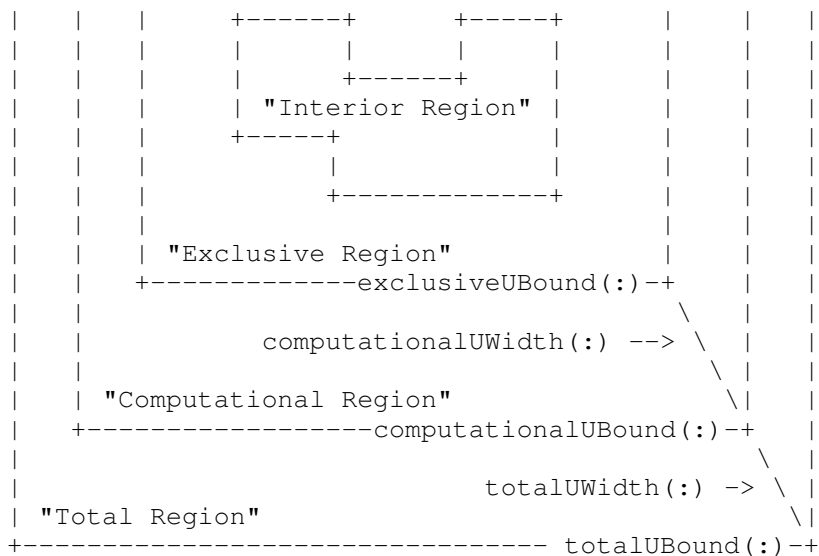 "Interior Region"
"Exclusive Region"
exclusiveUBound(:)
computationalUWidth(:) -->
"Computational Region"
computationalUBound(:)
totalUWidth(:) ->
"Total Region"
totalUBound(:)